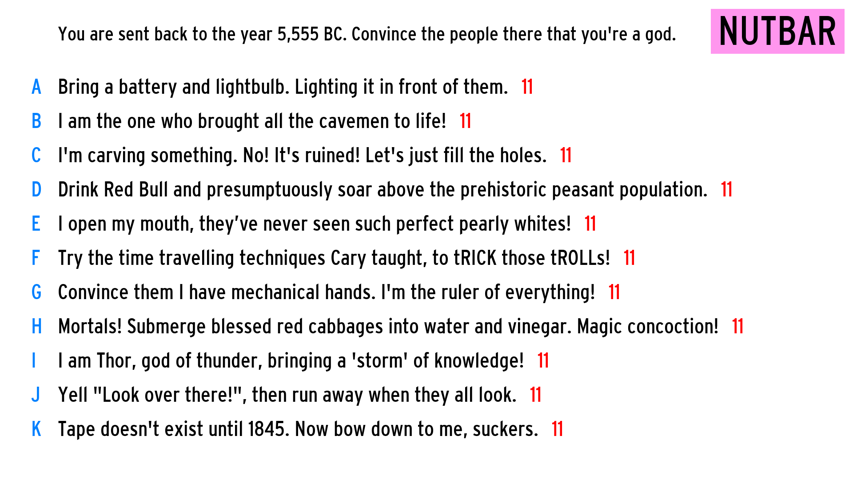 You are sent back to the year 5,555 BC. Convince the people there that you're a god.
NUTBAR
A Bring a battery and lightbulb. Lighting it in front of them. 11
B I am the one who brought all the cavemen to life! 11
C I'm carving something. No! It's ruined! Let's just fill the holes. 11
D Drink Red Bull and presumptuously soar above the prehistoric peasant population. 11
E I open my mouth, they’ve never seen such perfect pearly whites! 11
F Try the time travelling techniques Cary taught, to tRICK those tROLLs! 11
G Convince them I have mechanical hands. I'm the ruler of everything! 11
H Mortals! Submerge blessed red cabbages into water and vinegar. Magic concoction! 11
I I am Thor, god of thunder, bringing a 'storm' of knowledge! 11
J Yell "Look over there!", then run away when they all look. 11
K Tape doesn't exist until 1845. Now bow down to me, suckers. 11